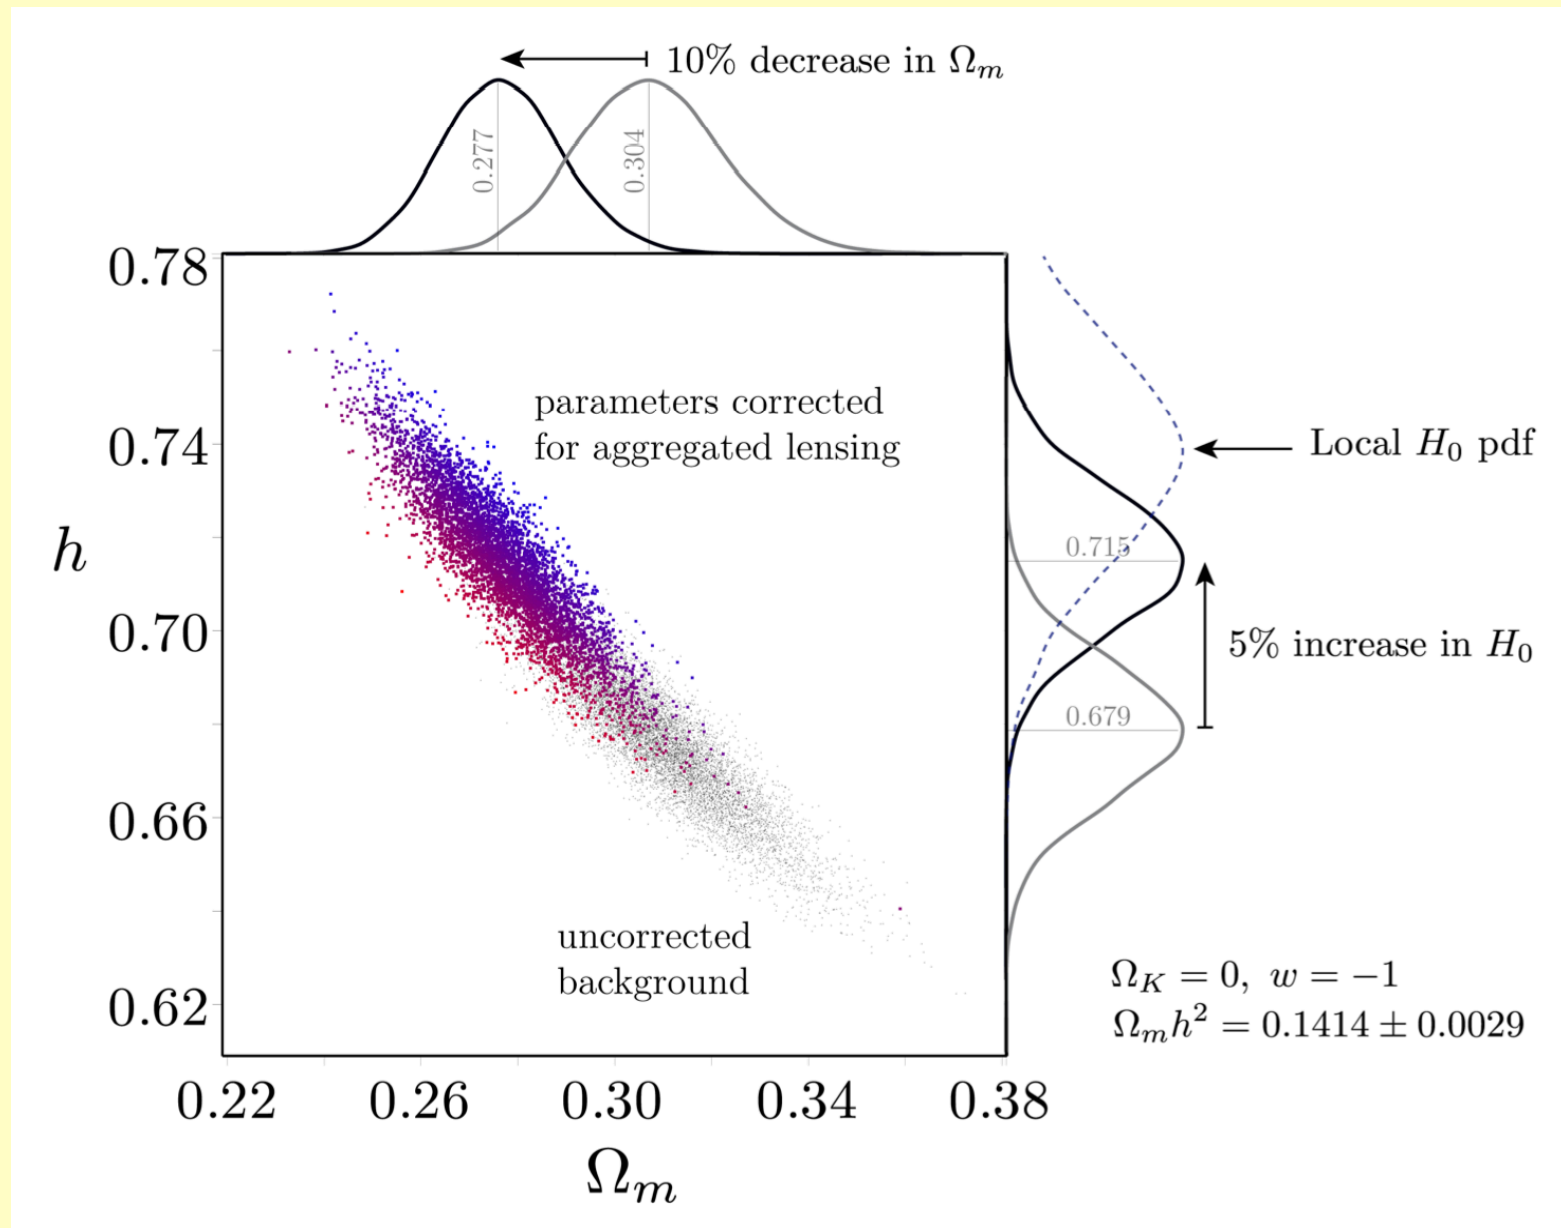 10% decrease in Ωₘ
0.277
0.304
0.78
0.74
0.70
0.66
0.62
h
parameters corrected
for aggregated lensing
uncorrected
background
Local H₀ pdf
0.715
5% increase in H₀
0.679
Ω_K = 0, w = −1
Ωₘh² = 0.1414 ± 0.0029
0.22 0.26 0.30 0.34 0.38
Ωₘ